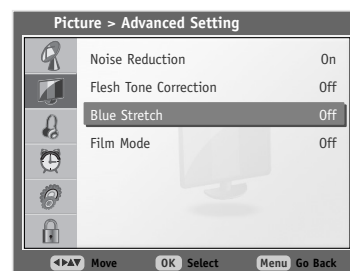 Picture > Advanced Setting
Noise Reduction On
Flesh Tone Correction Off
Blue Stretch Off
Film Mode Off
Move OK Select Menu Go Back